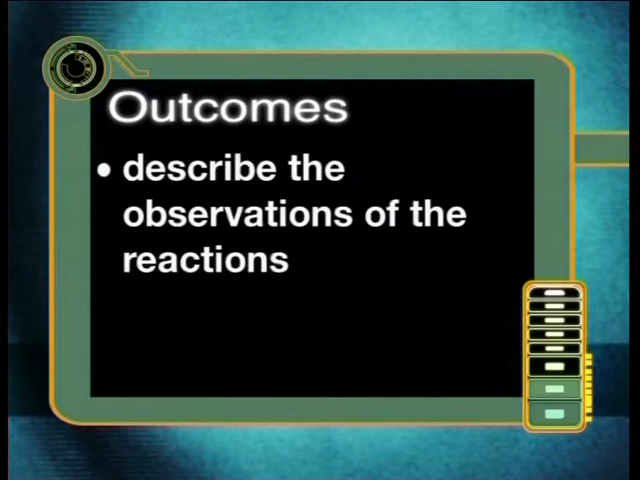 Outcomes
• describe the
observations of the
reactions